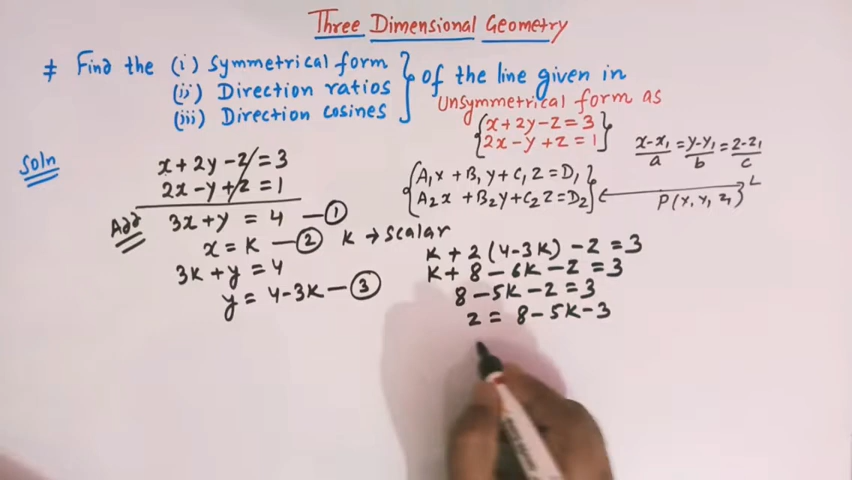 Three Dimensional Geometry
# Find the (i) Symmetrical form
(ii) Direction ratios
(iii) Direction cosines
of the line given in
Unsymmetrical form as
x+2y-z=3
2x-y+z=1
Soln
x+2y-z=3
2x-y+z=1
Add 3x+y=4 —①
x=k —② k → scalar
3k+y=4
y=4-3k —③
A₁x+B₁y+C₁z=D₁
A₂x+B₂y+C₂z=D₂
x-x₁/a=y-y₁/b=z-z₁/c
L
P(x₁ y₁ z₁)
k+2(4-3k)-z=3
k+8-6k-z=3
8-5k-z=3
z=8-5k-3